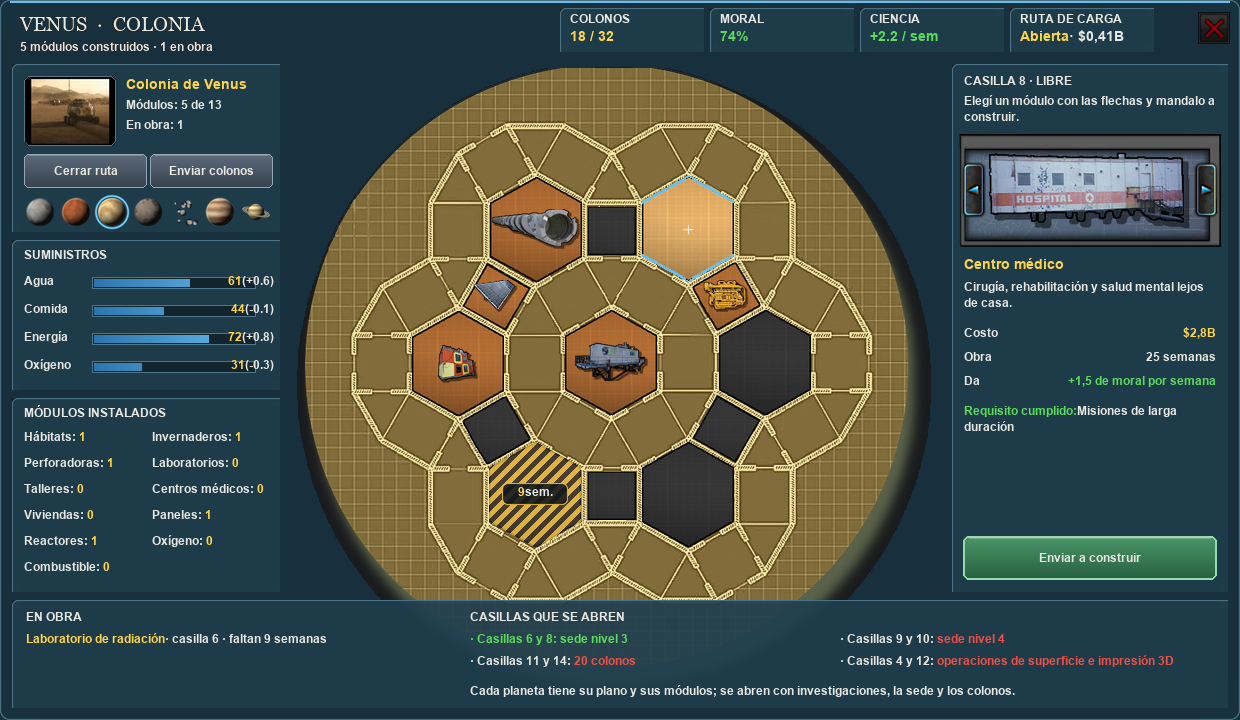 VENUS · COLONIA
5 módulos construidos · 1 en obra
COLONOS
18 / 32
MORAL
74%
CIENCIA
+2.2 / sem
RUTA DE CARGA
Abierta· $0,41B
Colonia de Venus
Módulos: 5 de 13
En obra: 1
Cerrar ruta
Enviar colonos
SUMINISTROS
Agua 61(+0.6)
Comida 44(-0.1)
Energía 72(+0.8)
Oxígeno 31(-0.3)
MÓDULOS INSTALADOS
Hábitats: 1 Invernaderos: 1
Perforadoras: 1 Laboratorios: 0
Talleres: 0 Centros médicos: 0
Viviendas: 0 Paneles: 1
Reactores: 1 Oxígeno: 0
Combustible: 0
9sem.
CASILLA 8 · LIBRE
Elegí un módulo con las flechas y mandalo a
construir.
HOSPITAL
Centro médico
Cirugía, rehabilitación y salud mental lejos
de casa.
Costo $2,8B
Obra 25 semanas
Da +1,5 de moral por semana
Requisito cumplido:Misiones de larga
duración
Enviar a construir
EN OBRA
Laboratorio de radiación· casilla 6 · faltan 9 semanas
CASILLAS QUE SE ABREN
· Casillas 6 y 8: sede nivel 3
· Casillas 9 y 10: sede nivel 4
· Casillas 11 y 14: 20 colonos
· Casillas 4 y 12: operaciones de superficie e impresión 3D
Cada planeta tiene su plano y sus módulos; se abren con investigaciones, la sede y los colonos.